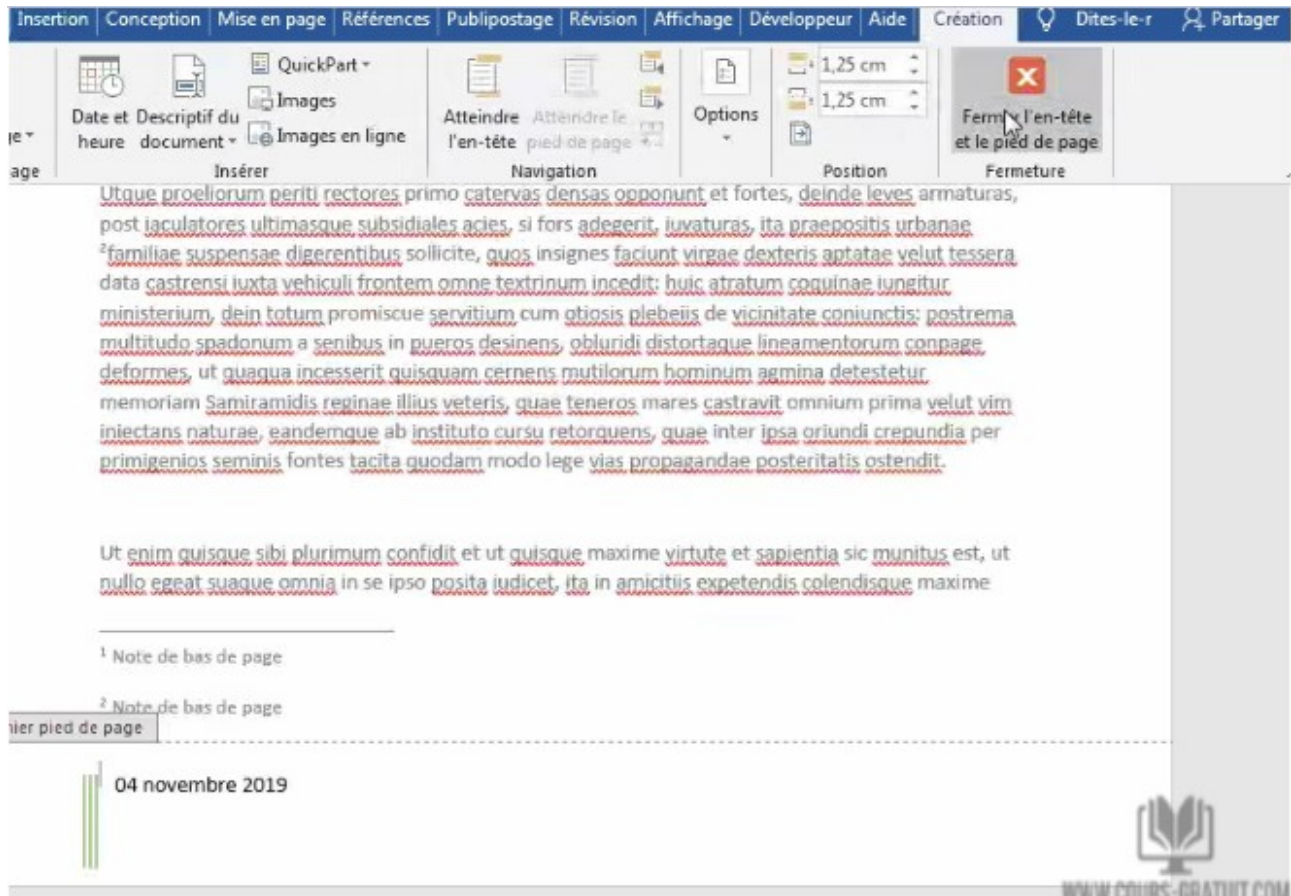 Insertion Conception Mise en page Références Publipostage Révision Affichage Développeur Aide Création Dites-le-r Partager
QuickPart
Images
Images en ligne
Date et heure
Descriptif du document
Atteindre l'en-tête
Atteindre le pied de page
Options
1,25 cm
1,25 cm
Fermer l'en-tête
et le pied de page
ge
age
Insérer
Navigation
Position
Fermeture
Utque proeliorum periti rectores primo catervas densas opponunt et fortes, deinde leves armaturas,
post iaculatores ultimasque subsidiales acies, si fors adegerit, iuvaturas, ita praepositis urbanae
²familiae suspensae digerentibus sollicite, quos insignes faciunt virgae dexteris aptatae velut tessera
data castrensi iuxta vehiculi frontem omne textrinum incedit: huic atratum coquinae iungitur
ministerium, dein totum promiscue servitium cum otiosis plebeiis de vicinitate coniunctis: postrema
multitudo spadonum a senibus in pueros desinens, obluridi distortaque lineamentorum conpage
deformes, ut quaqua incesserit quisquam cernens mutilorum hominum agmina detestetur
memoriam Samiramidis reginae illius veteris, quae teneros mares castravit omnium prima velut vim
iniectans naturae, eandemque ab instituto cursu retorquens, quae inter ipsa oriundi crepundia per
primigenios seminis fontes tacita quodam modo lege vias propagandae posteritatis ostendit.
Ut enim quisque sibi plurimum confidit et ut quisque maxime virtute et sapientia sic munitus est, ut
nullo egeat suaque omnia in se ipso posita iudicet, ita in amicitiis expetendis colendisque maxime
¹ Note de bas de page
² Note de bas de page
nier pied de page
04 novembre 2019
WWW.COURS-GRATUIT.COM